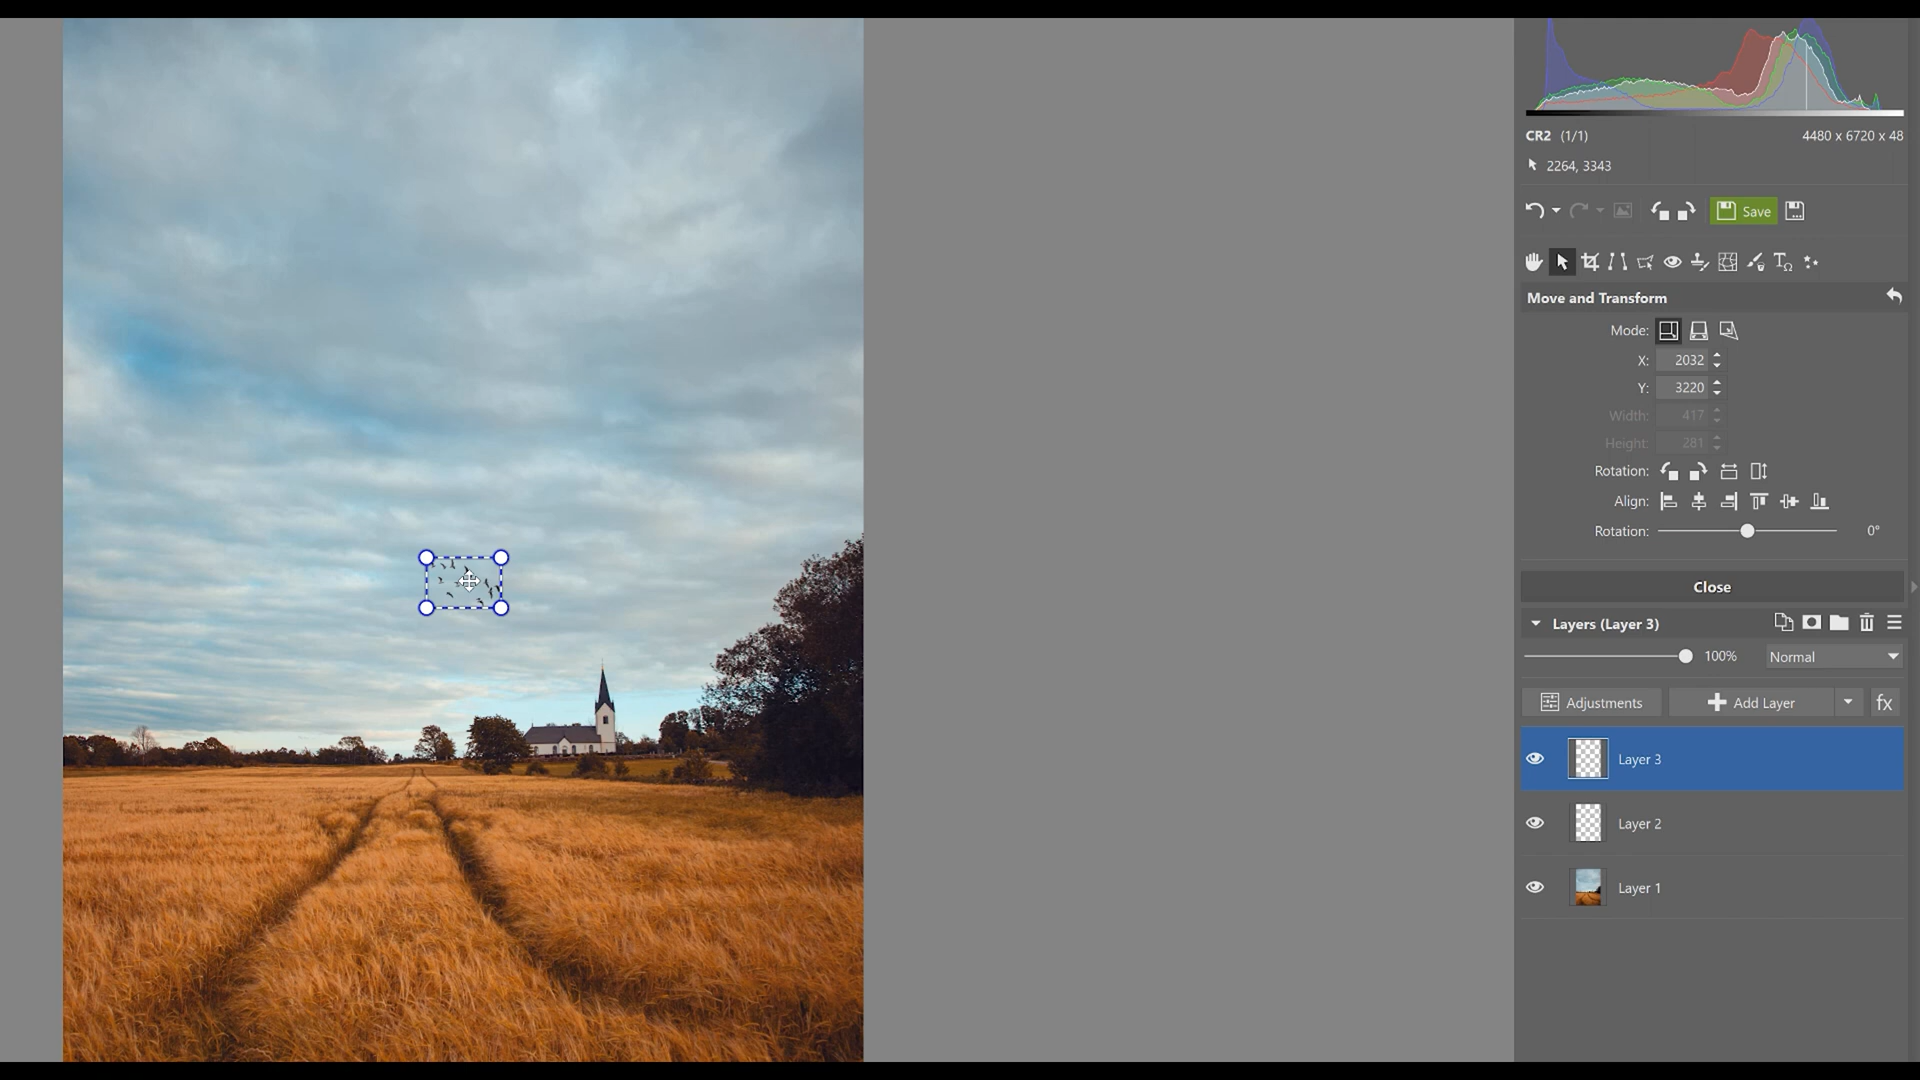 CR2 (1/1) 4480 x 6720 x 48
2264, 3343
Save
Move and Transform
Mode:
X: 2032
Y: 3220
Width: 417
Height: 281
Rotation:
Align:
Rotation: 0°
Close
Layers (Layer 3)
100% Normal
Adjustments Add Layer fx
Layer 3
Layer 2
Layer 1